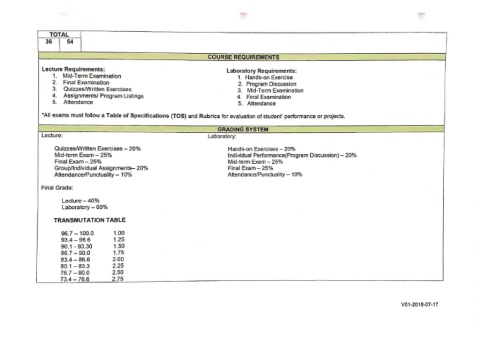 TOTAL
36 54
COURSE REQUIREMENTS
Lecture Requirements:
1. Mid-Term Examination
2. Final Examination
3. Quizzes/Written Exercises
4. Assignments/ Program Listings
5. Attendance
Laboratory Requirements:
1. Hands-on Exercise
2. Program Discussion
3. Mid-Term Examination
4. Final Examination
5. Attendance
*All exams must follow a Table of Specifications (TOS) and Rubrics for evaluation of student' performance or projects.
GRADING SYSTEM
Lecture:
Quizzes/Written Exercises – 20%
Mid-term Exam – 25%
Final Exam – 25%
Group/Individual Assignments– 20%
Attendance/Punctuality – 10%
Laboratory:
Hands-on Exercises – 20%
Individual Performance(Program Discussion) – 20%
Mid-term Exam – 25%
Final Exam – 25%
Attendance/Punctuality – 10%
Final Grade:
Lecture – 40%
Laboratory – 60%
TRANSMUTATION TABLE
96.7 – 100.0 1.00
93.4 – 96.6 1.25
90.1 - 93.30 1.50
86.7 – 90.0 1.75
83.4 – 86.6 2.00
80.1 – 83.3 2.25
76.7 – 80.0 2.50
73.4 – 76.6 2.75
V01-2018-07-17